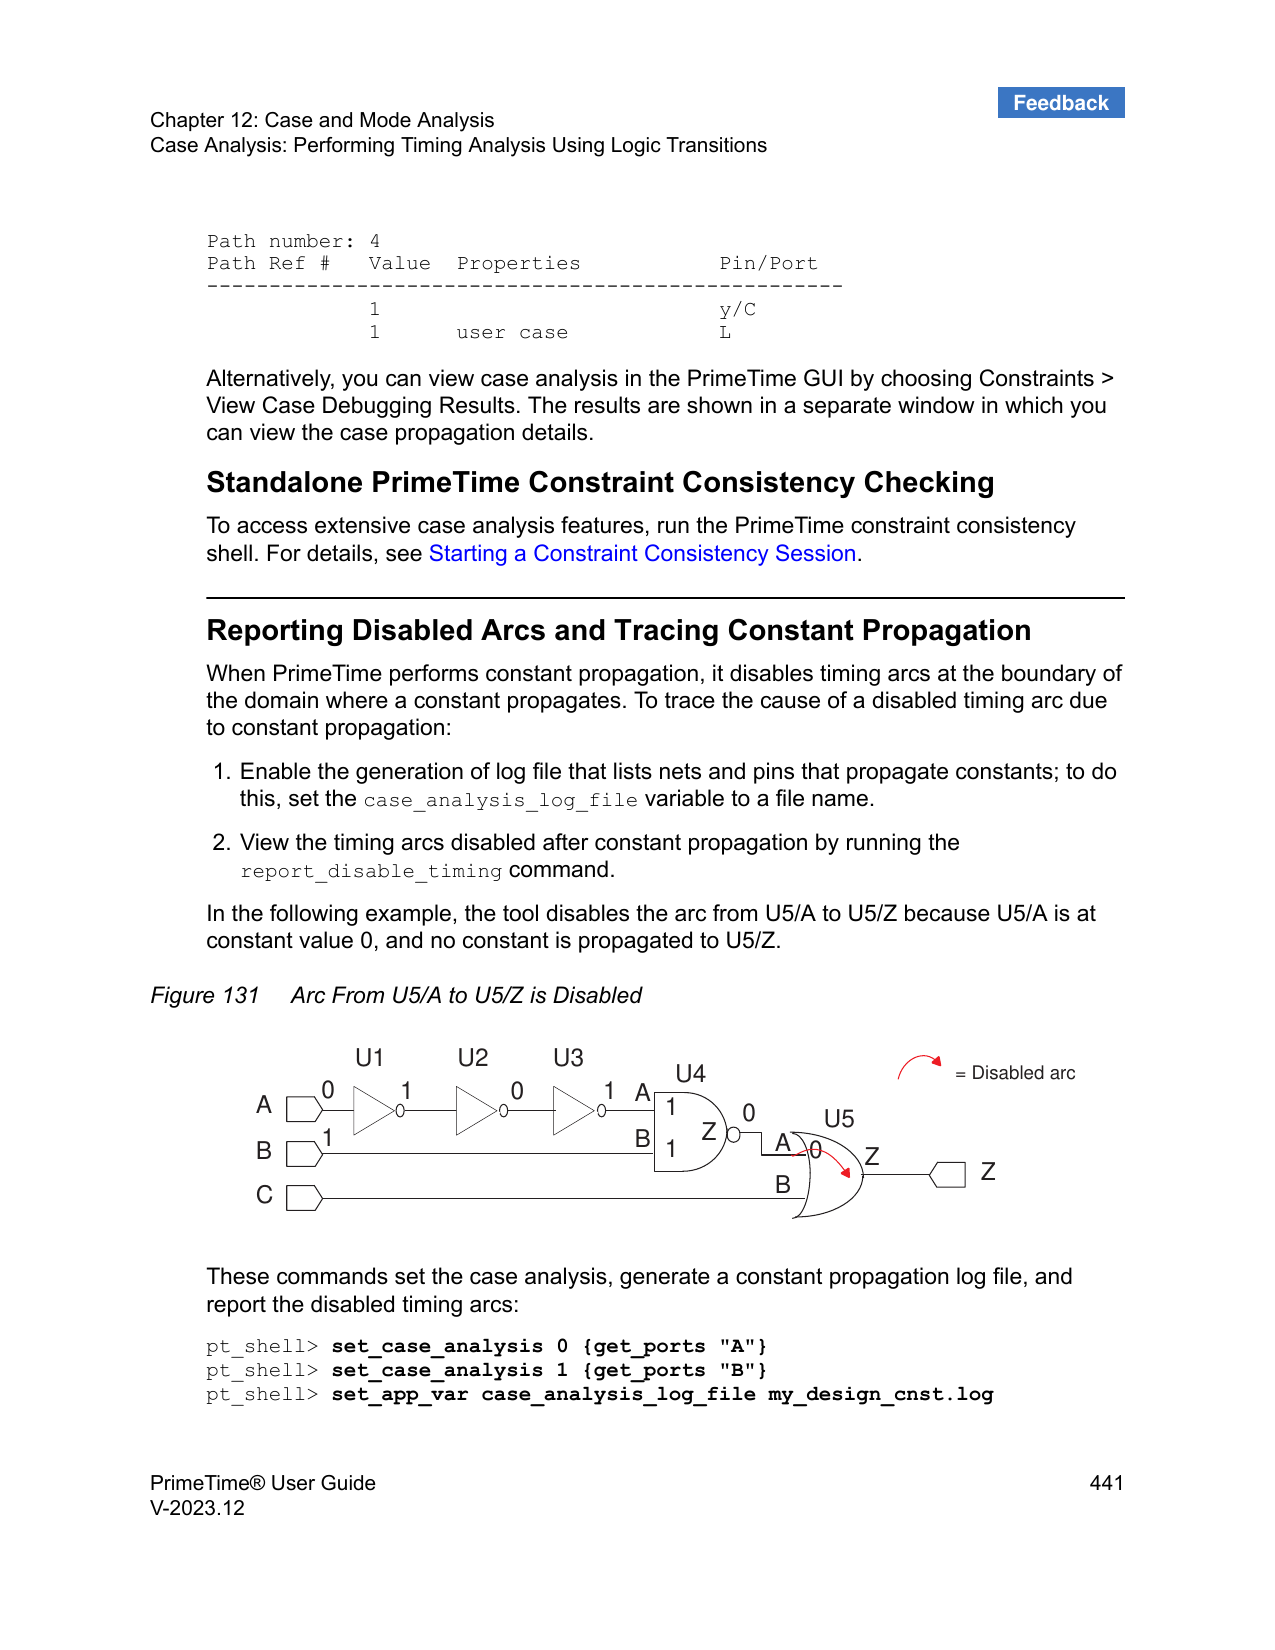 Feedback
Chapter 12: Case and Mode Analysis
Case Analysis: Performing Timing Analysis Using Logic Transitions
Path number: 4
Path Ref #   Value  Properties           Pin/Port
---------------------------------------------------
1                           y/C
1      user case            L
Alternatively, you can view case analysis in the PrimeTime GUI by choosing Constraints >
View Case Debugging Results. The results are shown in a separate window in which you
can view the case propagation details.
Standalone PrimeTime Constraint Consistency Checking
To access extensive case analysis features, run the PrimeTime constraint consistency
shell. For details, see Starting a Constraint Consistency Session.
Reporting Disabled Arcs and Tracing Constant Propagation
When PrimeTime performs constant propagation, it disables timing arcs at the boundary of
the domain where a constant propagates. To trace the cause of a disabled timing arc due
to constant propagation:
1. Enable the generation of log file that lists nets and pins that propagate constants; to do
this, set the case_analysis_log_file variable to a file name.
2. View the timing arcs disabled after constant propagation by running the
report_disable_timing command.
In the following example, the tool disables the arc from U5/A to U5/Z because U5/A is at
constant value 0, and no constant is propagated to U5/Z.
Figure 131 Arc From U5/A to U5/Z is Disabled
U1 U2 U3 U4
= Disabled arc
A 0 1 0 1 A 1 Z 0 U5
B 1 B 1 A 0 Z Z
C B
These commands set the case analysis, generate a constant propagation log file, and
report the disabled timing arcs:
pt_shell> set_case_analysis 0 {get_ports "A"}
pt_shell> set_case_analysis 1 {get_ports "B"}
pt_shell> set_app_var case_analysis_log_file my_design_cnst.log
PrimeTime® User Guide 441
V-2023.12